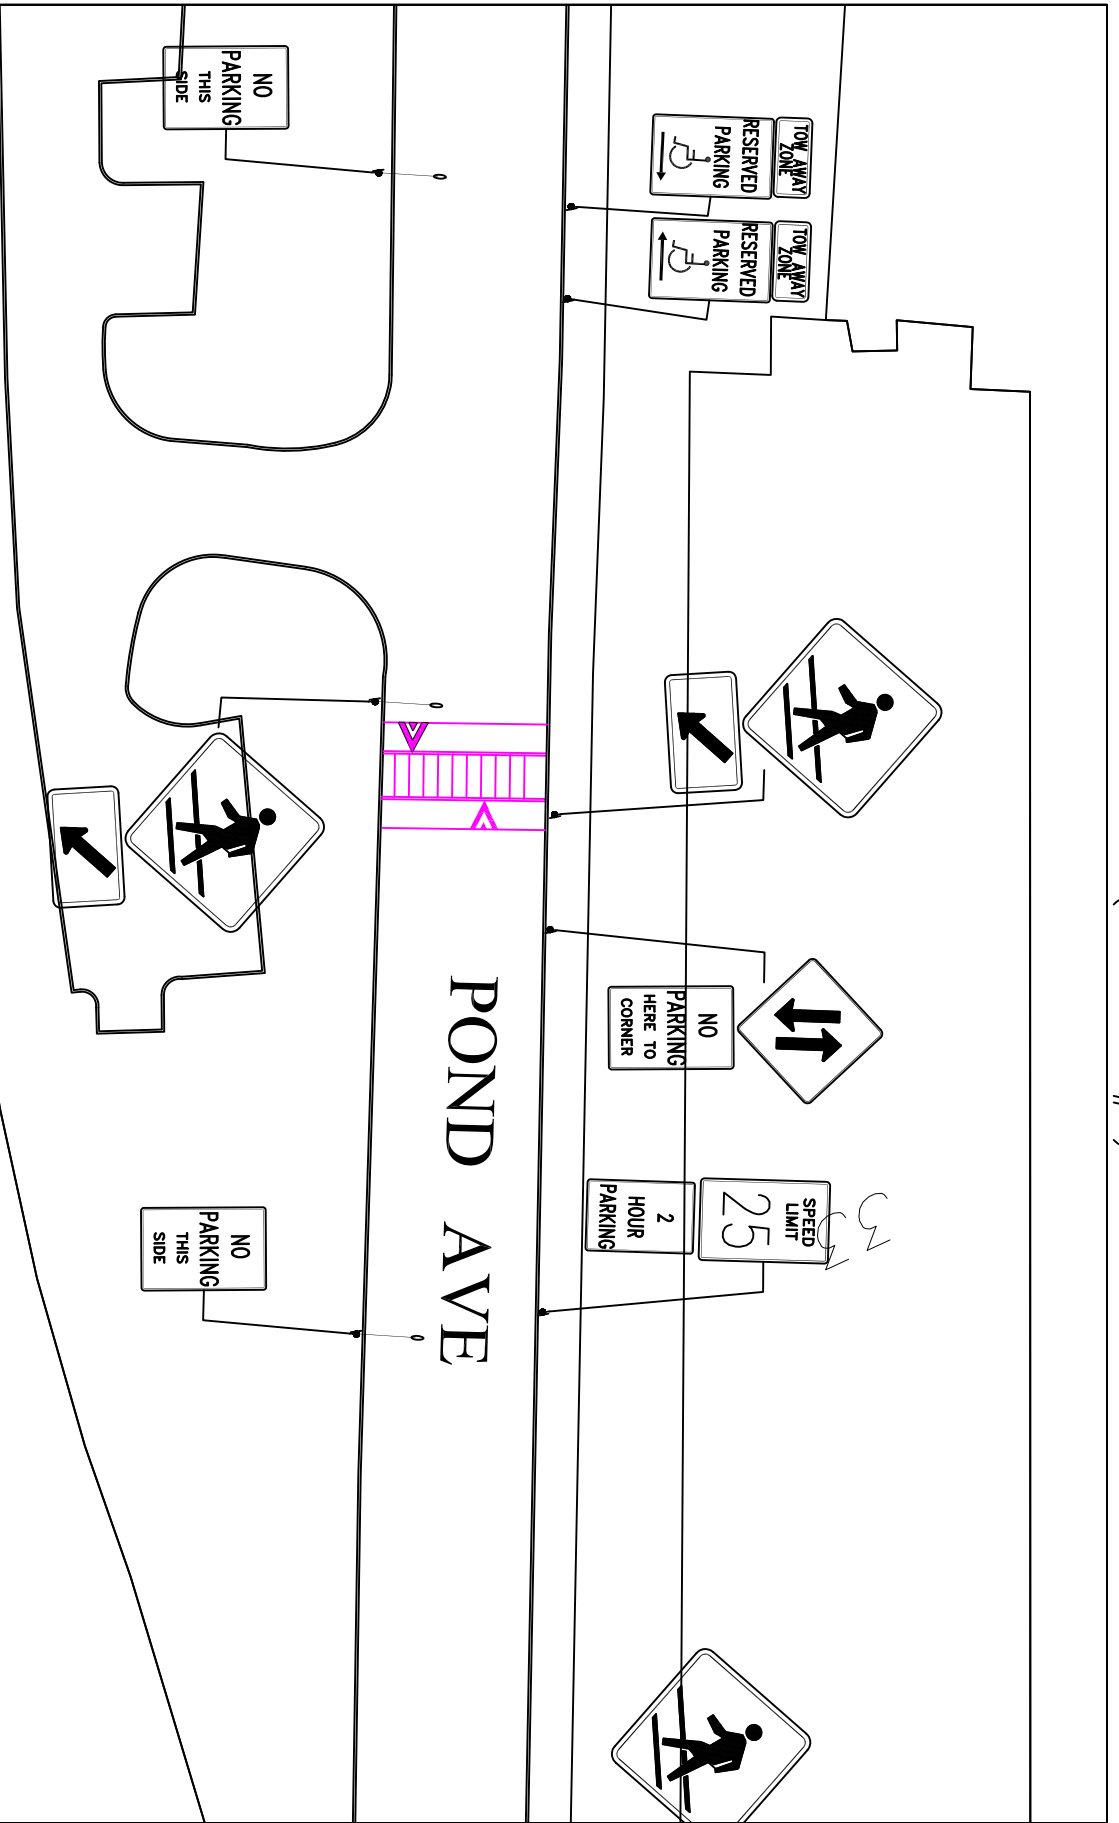 NO
PARKING
THIS
SIDE
TOW AWAY
ZONE
RESERVED
PARKING
TOW AWAY
ZONE
RESERVED
PARKING
NO
PARKING
HERE TO
CORNER
POND AVE
SPEED
LIMIT
25
2
HOUR
PARKING
NO
PARKING
THIS
SIDE